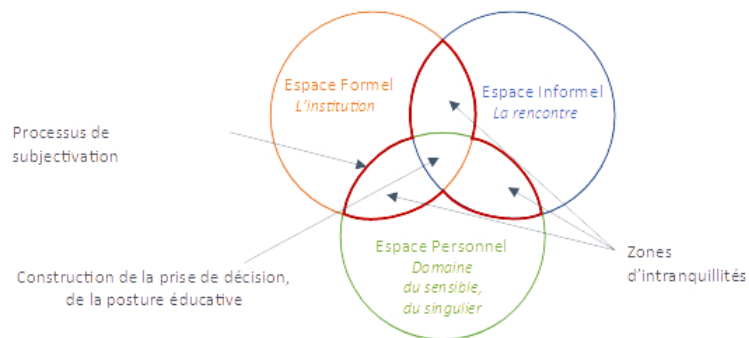 Espace Formel
L'institution
Espace Informel
La rencontre
Processus de
subjectivation
Espace Personnel
Domaine
du sensible,
du singulier
Zones
d'intranquillités
Construction de la prise de décision,
de la posture éducative